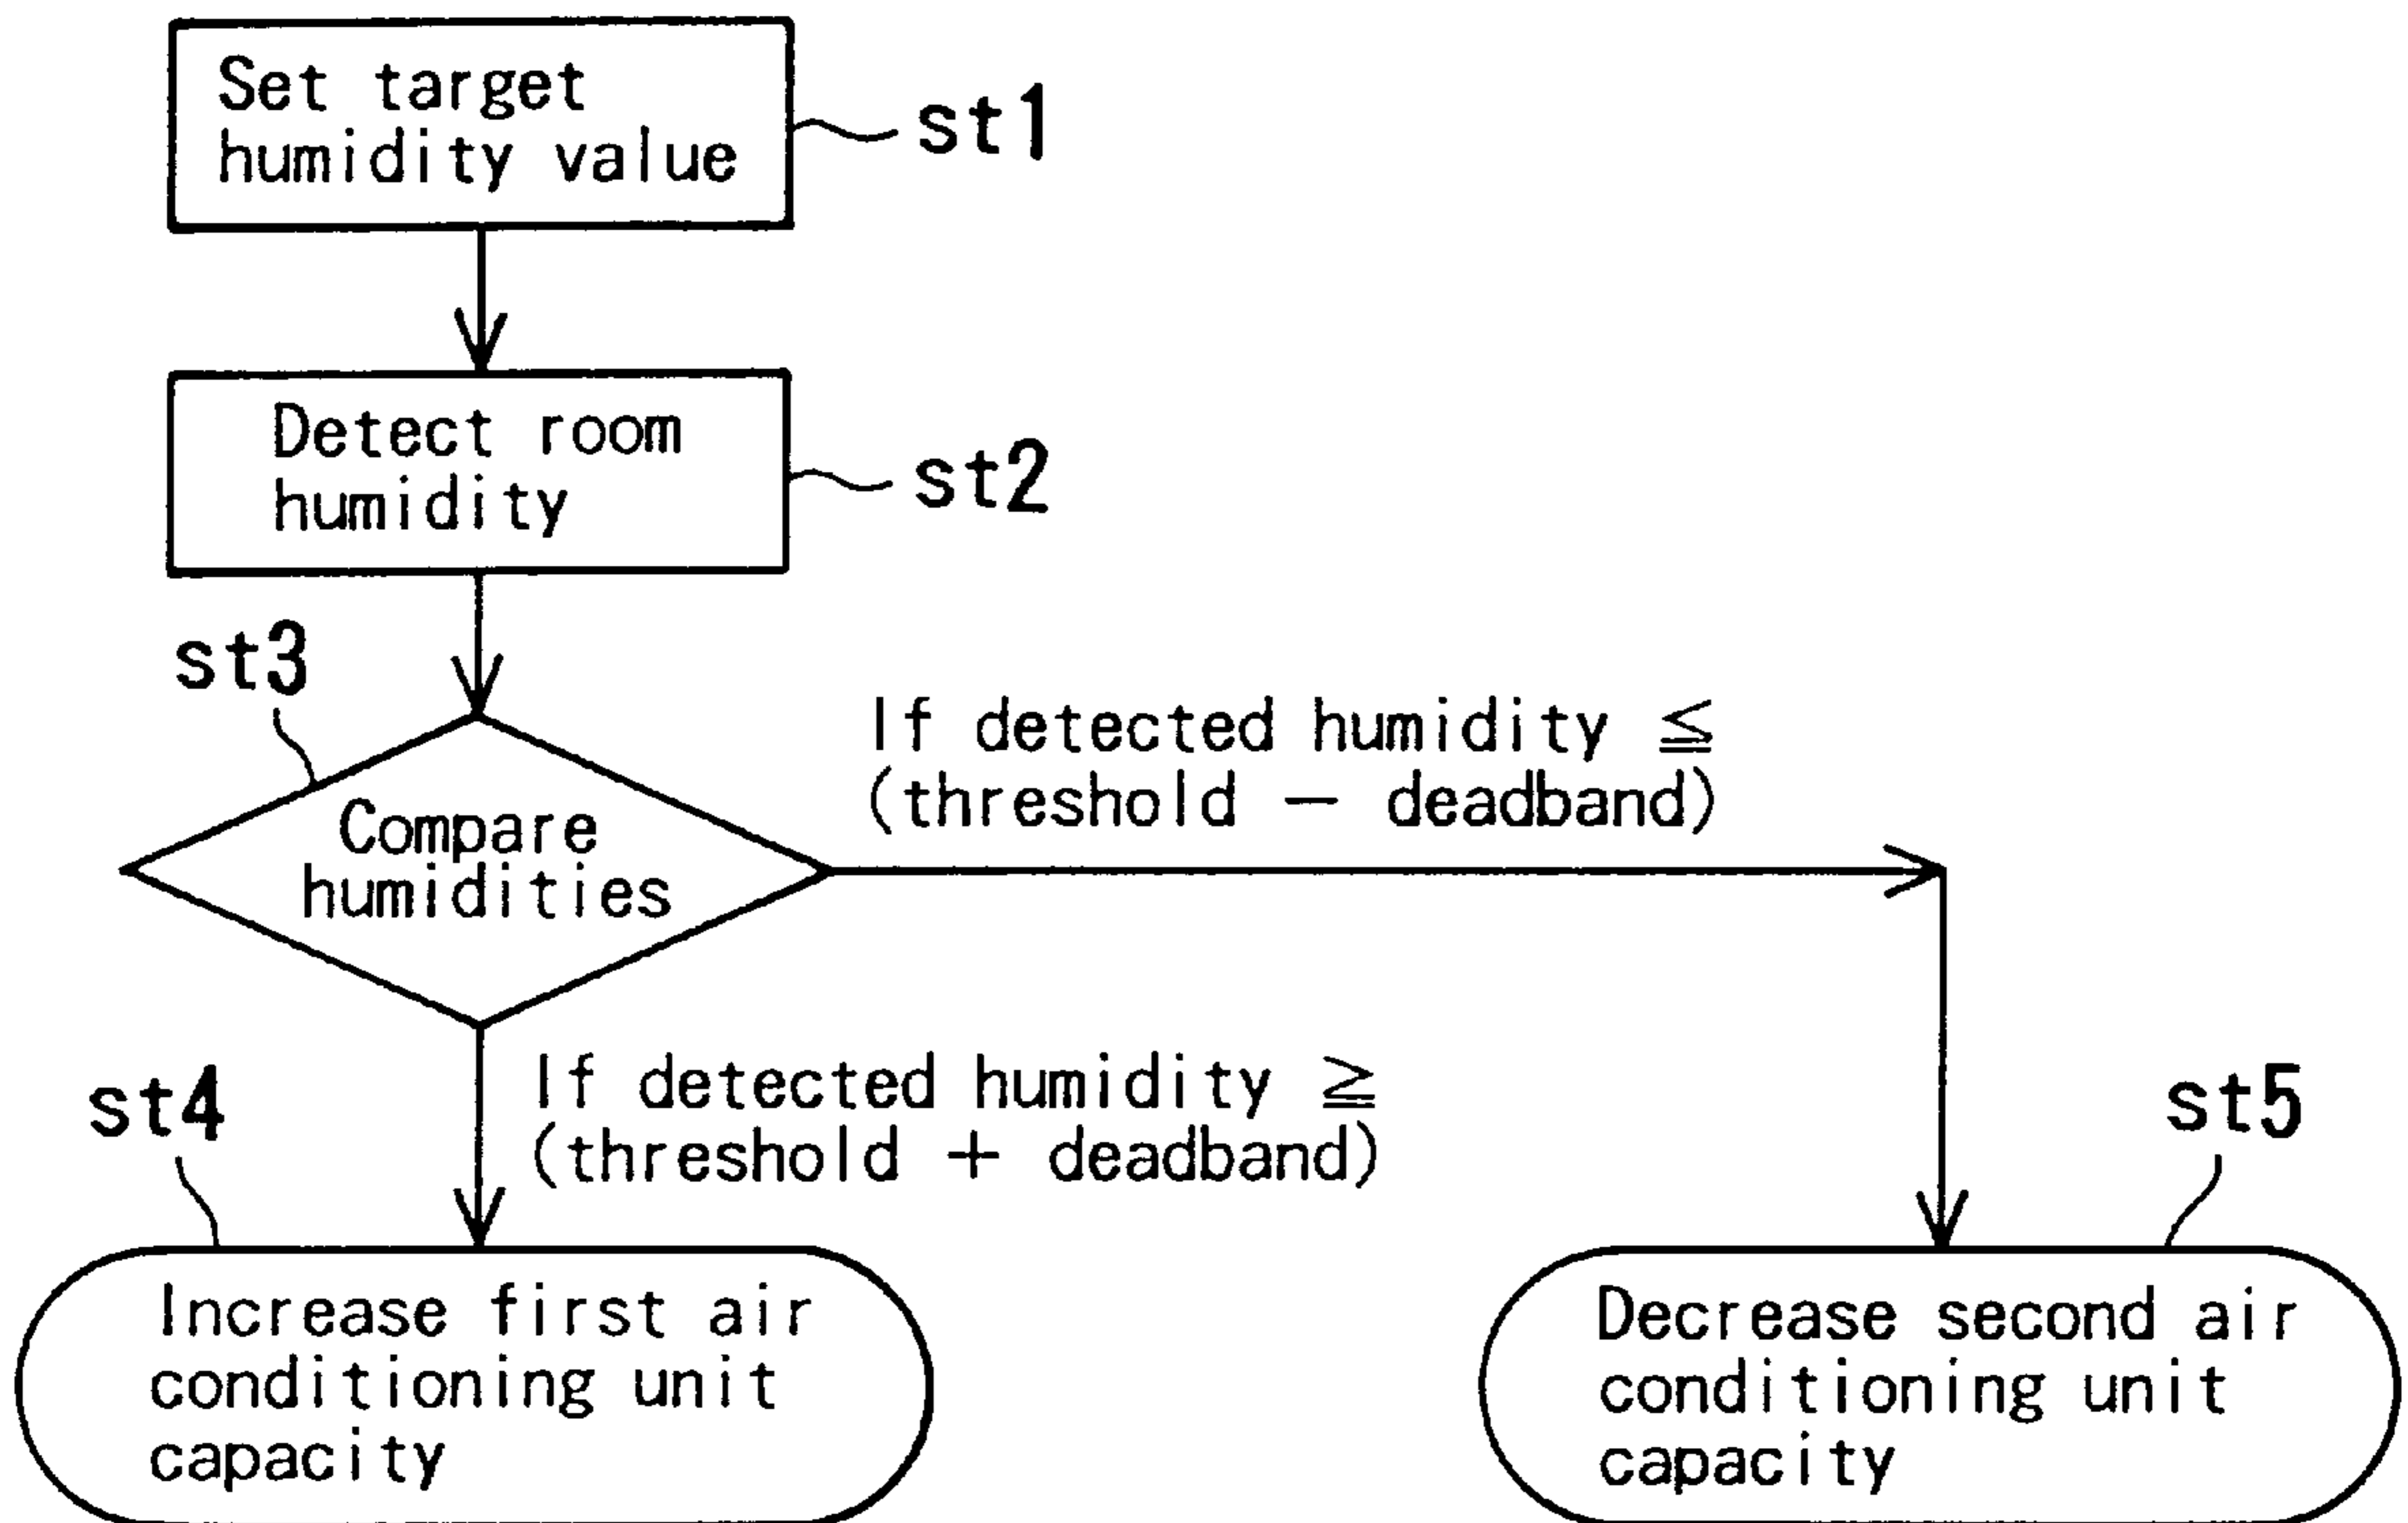 Set target
humidity value
st1
Detect room
humidity
st2
st3
Compare
humidities
If detected humidity ≦
(threshold − deadband)
If detected humidity ≧
(threshold + deadband)
st4
Increase first air
conditioning unit
capacity
st5
Decrease second air
conditioning unit
capacity